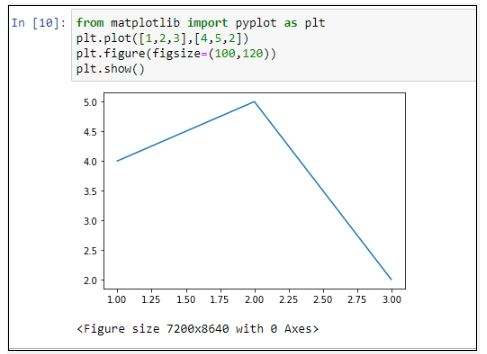 In [10]: from matplotlib import pyplot as plt
plt.plot([1,2,3],[4,5,2])
plt.figure(figsize=(100,120))
plt.show()
5.0
4.5
4.0
3.5
3.0
2.5
2.0
1.00 1.25 1.50 1.75 2.00 2.25 2.50 2.75 3.00
<Figure size 7200x8640 with 0 Axes>